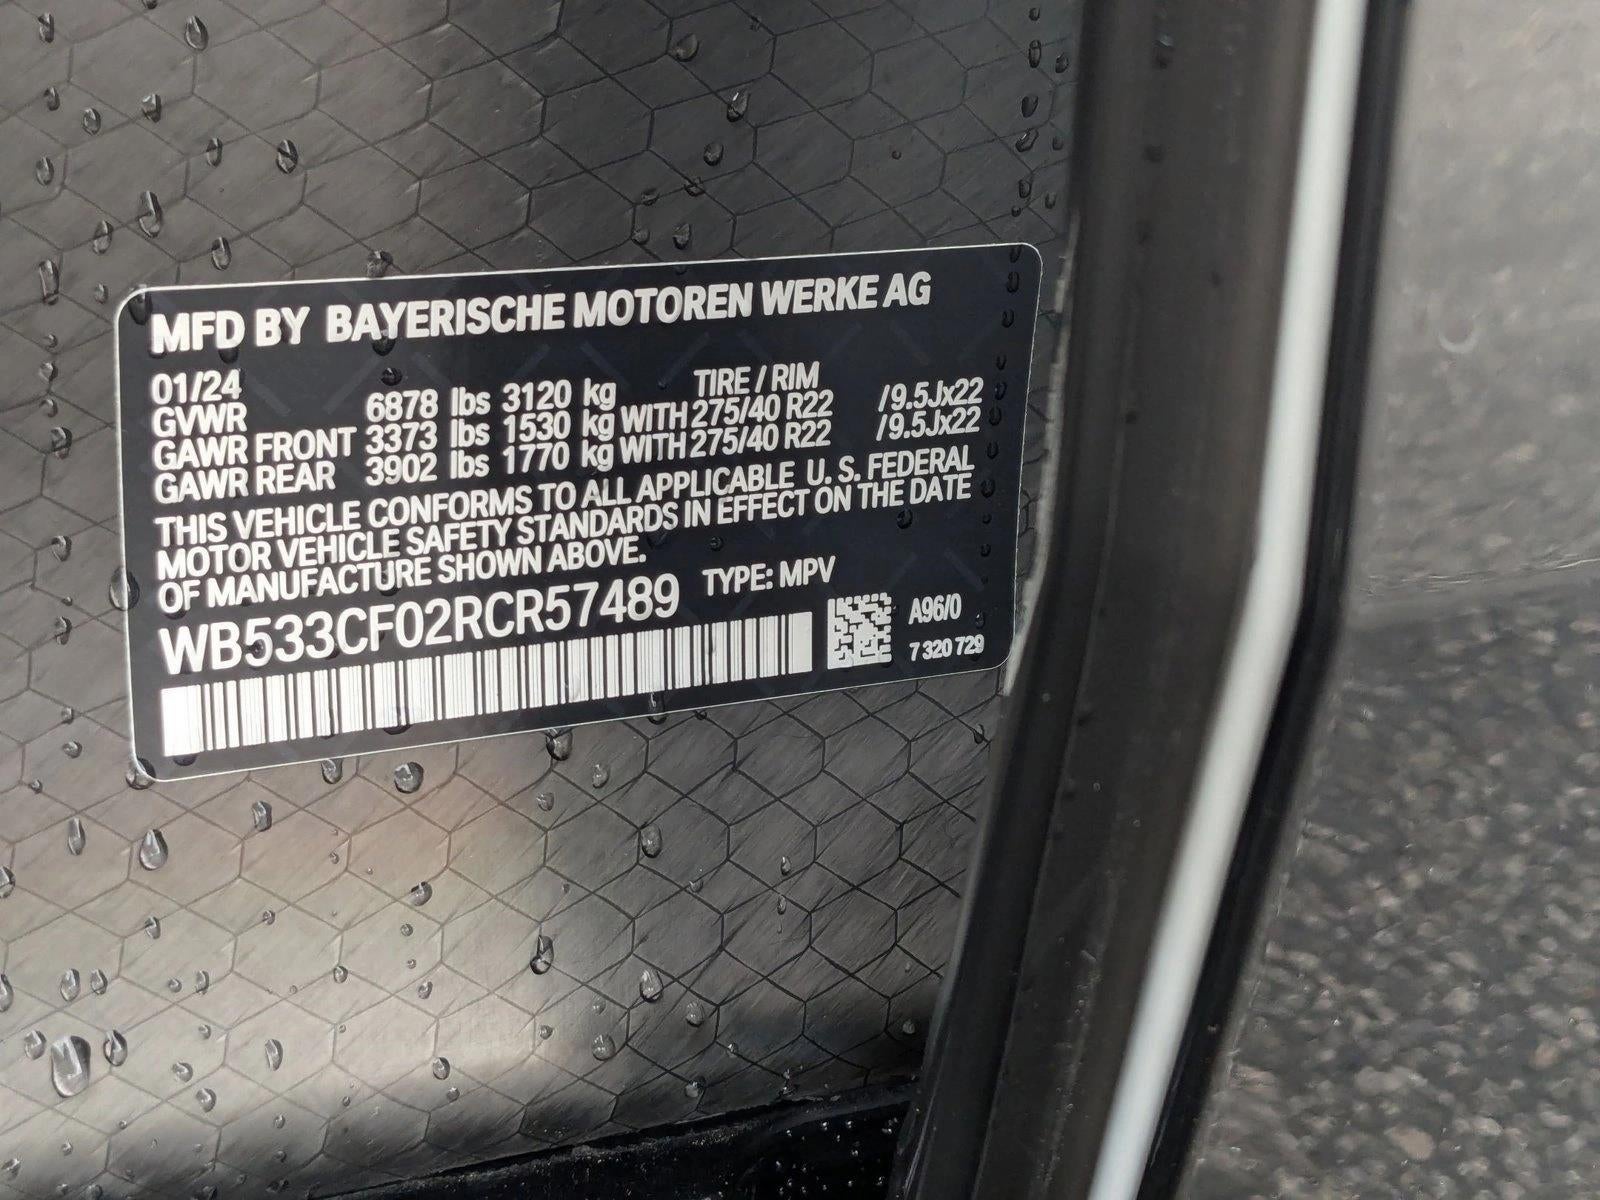 MFD BY BAYERISCHE MOTOREN WERKE AG
01/24 TIRE / RIM
GVWR 6878 lbs 3120 kg
GAWR FRONT 3373 lbs 1530 kg WITH 275/40 R22 /9.5Jx22
GAWR REAR 3902 lbs 1770 kg WITH 275/40 R22 /9.5Jx22
THIS VEHICLE CONFORMS TO ALL APPLICABLE U. S. FEDERAL
MOTOR VEHICLE SAFETY STANDARDS IN EFFECT ON THE DATE
OF MANUFACTURE SHOWN ABOVE.
WB533CF02RCR57489 TYPE: MPV
A96/0
7 320 729